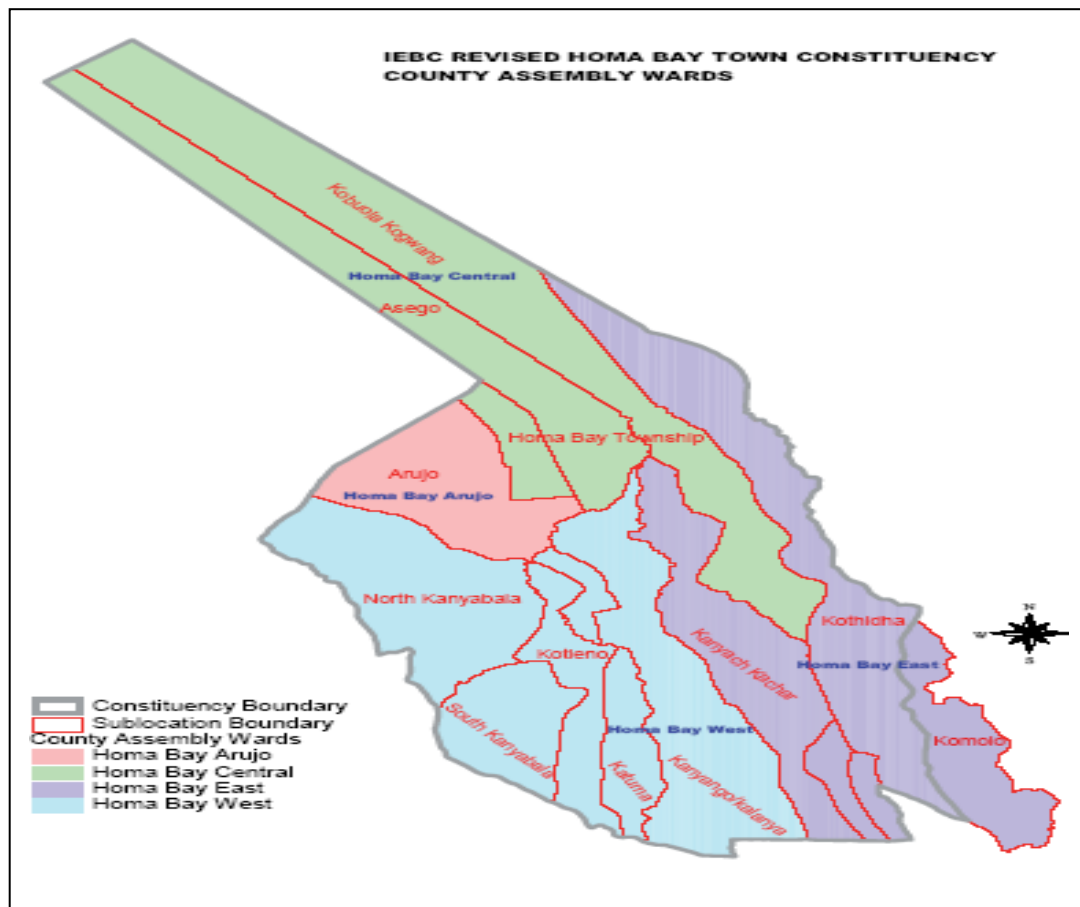 IEBC REVISED HOMA BAY TOWN CONSTITUENCY
COUNTY ASSEMBLY WARDS
Kobuola Kogwang
Homa Bay Central
Asego
Homa Bay Township
Arujo
Homa Bay Arujo
North Kanyabala
Kothidha
Kotieno
Kanyach Kachar
Homa Bay East
South Kanyabala
Homa Bay West
Katuma
Kanyango/kalanya
Komolo
N
W
S
Constituency Boundary
Sublocation Boundary
County Assembly Wards
Homa Bay Arujo
Homa Bay Central
Homa Bay East
Homa Bay West